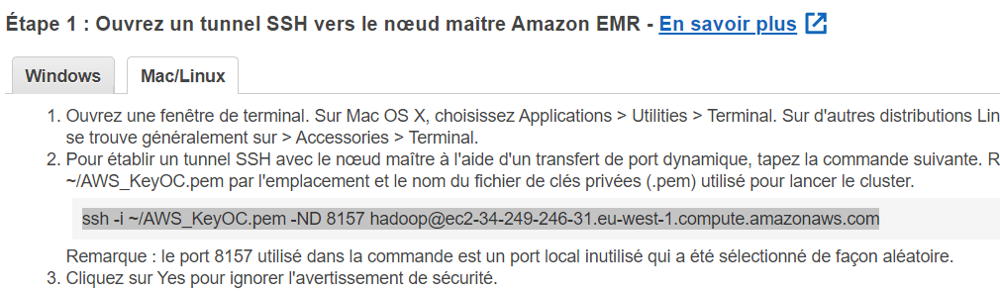 Étape 1 : Ouvrez un tunnel SSH vers le nœud maître Amazon EMR - En savoir plus
Windows
Mac/Linux
1. Ouvrez une fenêtre de terminal. Sur Mac OS X, choisissez Applications > Utilities > Terminal. Sur d'autres distributions Lin
se trouve généralement sur > Accessories > Terminal.
2. Pour établir un tunnel SSH avec le nœud maître à l'aide d'un transfert de port dynamique, tapez la commande suivante. R
~/AWS_KeyOC.pem par l'emplacement et le nom du fichier de clés privées (.pem) utilisé pour lancer le cluster.
ssh -i ~/AWS_KeyOC.pem -ND 8157 hadoop@ec2-34-249-246-31.eu-west-1.compute.amazonaws.com
Remarque : le port 8157 utilisé dans la commande est un port local inutilisé qui a été sélectionné de façon aléatoire.
3. Cliquez sur Yes pour ignorer l'avertissement de sécurité.